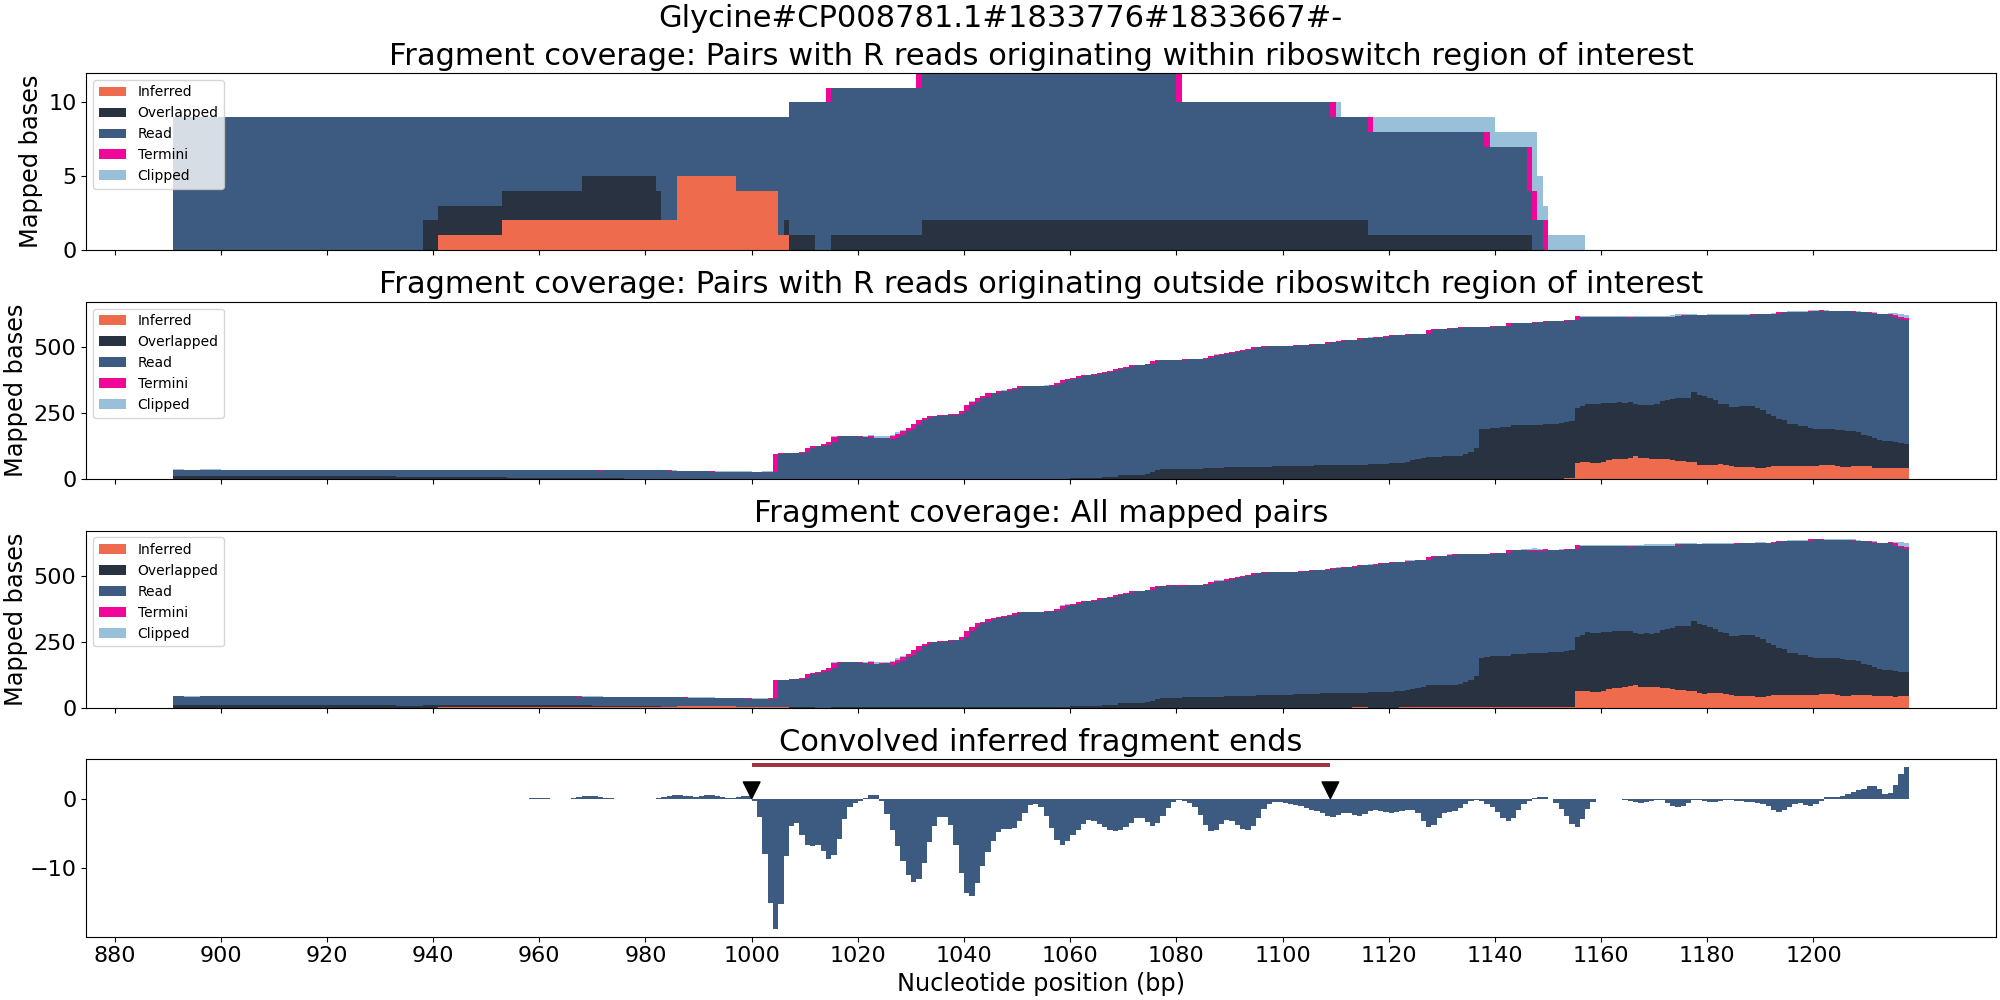 Glycine#CP008781.1#1833776#1833667#-
Fragment coverage: Pairs with R reads originating within riboswitch region of interest
Mapped bases
10
5
0
Inferred
Overlapped
Read
Termini
Clipped
Fragment coverage: Pairs with R reads originating outside riboswitch region of interest
Mapped bases
500
250
0
Inferred
Overlapped
Read
Termini
Clipped
Fragment coverage: All mapped pairs
Mapped bases
500
250
0
Inferred
Overlapped
Read
Termini
Clipped
Convolved inferred fragment ends
0
−10
880 900 920 940 960 980 1000 1020 1040 1060 1080 1100 1120 1140 1160 1180 1200
Nucleotide position (bp)